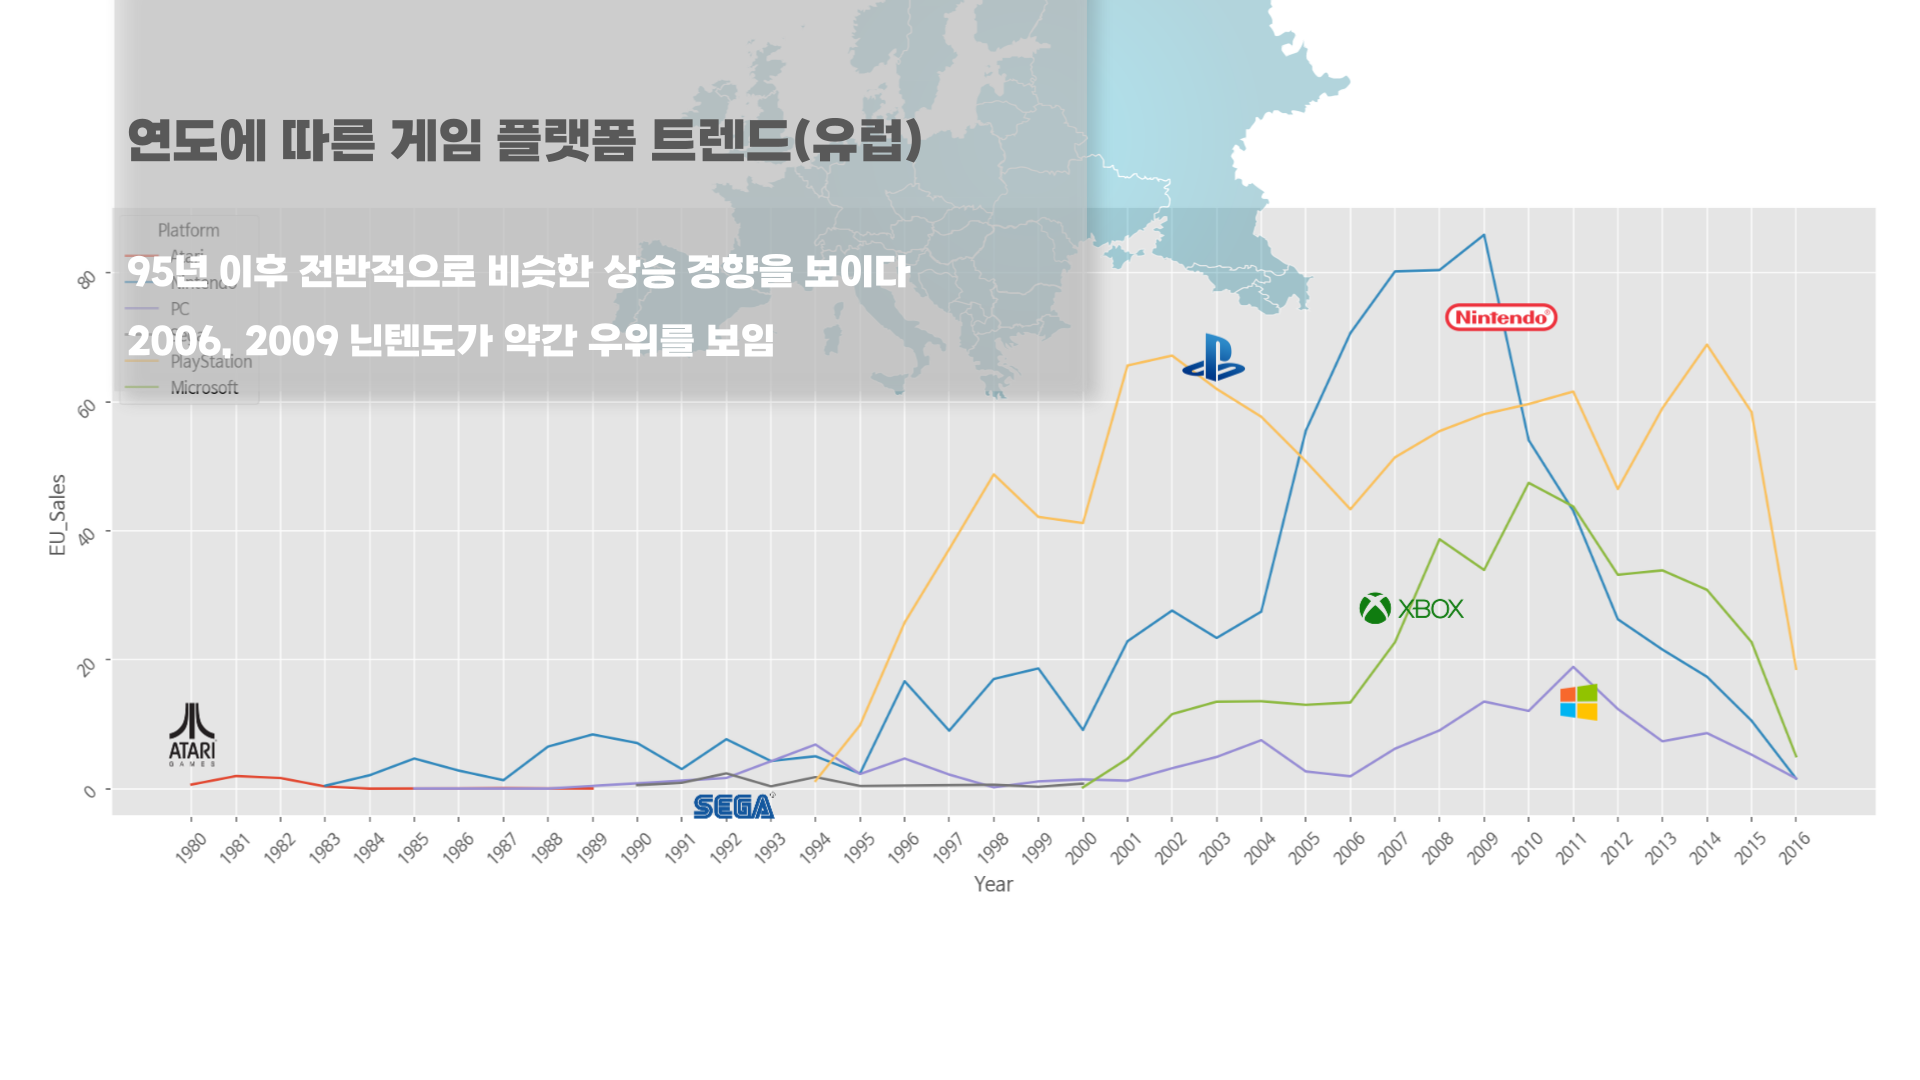 연도에 따른 게임 플랫폼 트렌드(유럽)
95년 이후 전반적으로 비슷한 상승 경향을 보이다
2006, 2009 닌텐도가 약간 우위를 보임
Platform
Atari
Nintendo
PC
Sega
PlayStation
Microsoft
EU_Sales
80
60
40
20
0
Nintendo®
XBOX
ATARI
GAMES
SEGA
1980 1981 1982 1983 1984 1985 1986 1987 1988 1989 1990 1991 1992 1993 1994 1995 1996 1997 1998 1999 2000 2001 2002 2003 2004 2005 2006 2007 2008 2009 2010 2011 2012 2013 2014 2015 2016
Year